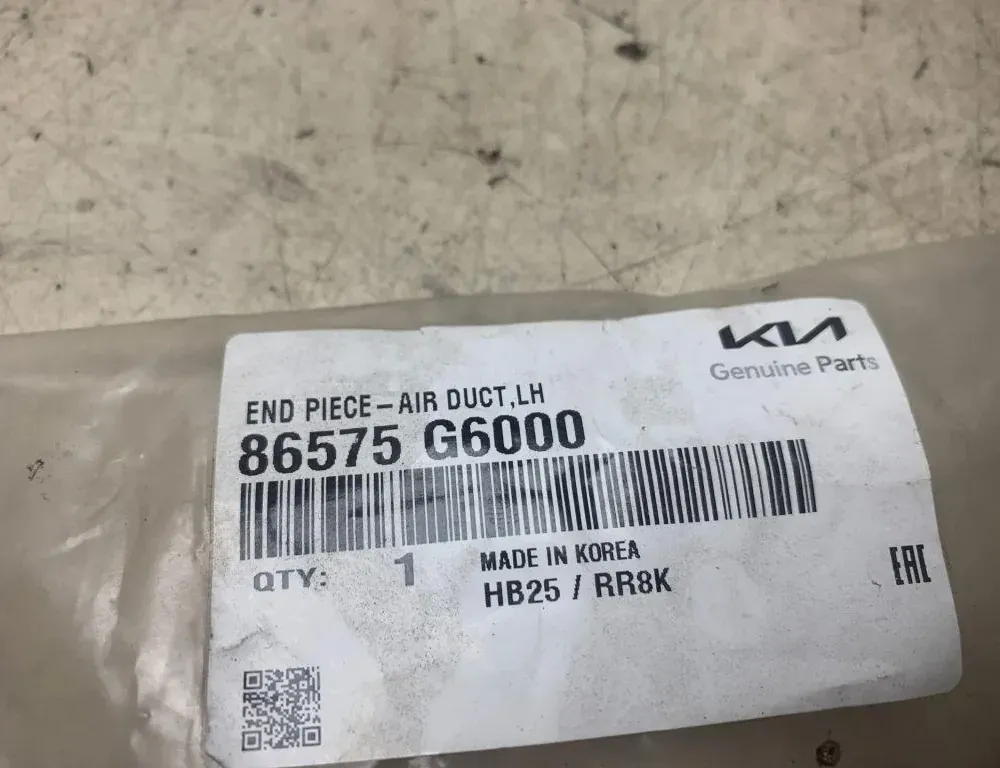 KIA
Genuine Parts
END PIECE-AIR DUCT,LH
86575 G6000
QTY: 1
MADE IN KOREA
HB25 / RR8K
EAC